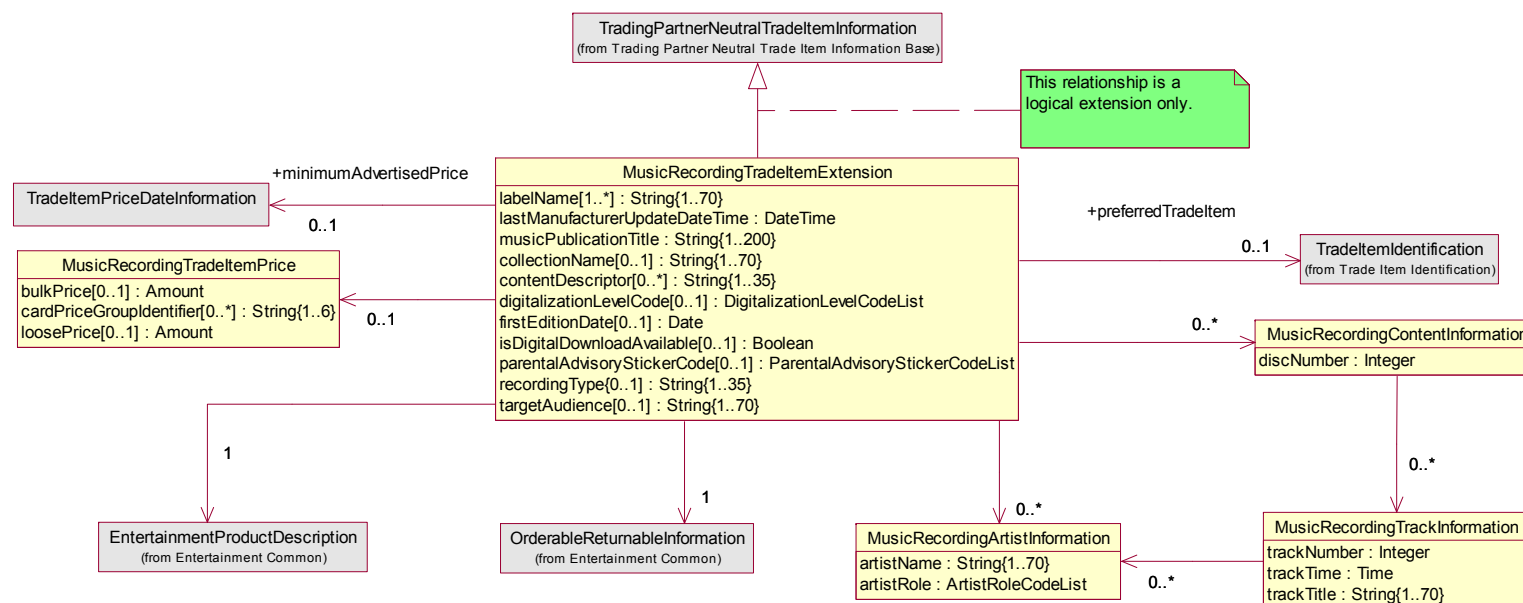 TradingPartnerNeutralTradeItemInformation
(from Trading Partner Neutral Trade Item Information Base)
This relationship is a
logical extension only.
+minimumAdvertisedPrice
TradeItemPriceDateInformation
0..1
MusicRecordingTradeItemExtension
labelName[1..*] : String{1..70}
lastManufacturerUpdateDateTime : DateTime
musicPublicationTitle : String{1..200}
collectionName[0..1] : String{1..70}
contentDescriptor[0..*] : String{1..35}
digitalizationLevelCode[0..1] : DigitalizationLevelCodeList
firstEditionDate[0..1] : Date
isDigitalDownloadAvailable[0..1] : Boolean
parentalAdvisoryStickerCode[0..1] : ParentalAdvisoryStickerCodeList
recordingType{0..1] : String{1..35}
targetAudience[0..1] : String{1..70}
+preferredTradeItem
0..1
TradeItemIdentification
(from Trade Item Identification)
MusicRecordingTradeItemPrice
bulkPrice[0..1] : Amount
cardPriceGroupIdentifier[0..*] : String{1..6}
loosePrice[0..1] : Amount
0..1
0..*
MusicRecordingContentInformation
discNumber : Integer
1
1
0..*
0..*
EntertainmentProductDescription
(from Entertainment Common)
OrderableReturnableInformation
(from Entertainment Common)
MusicRecordingArtistInformation
artistName : String{1..70}
artistRole : ArtistRoleCodeList
0..*
MusicRecordingTrackInformation
trackNumber : Integer
trackTime : Time
trackTitle : String{1..70}